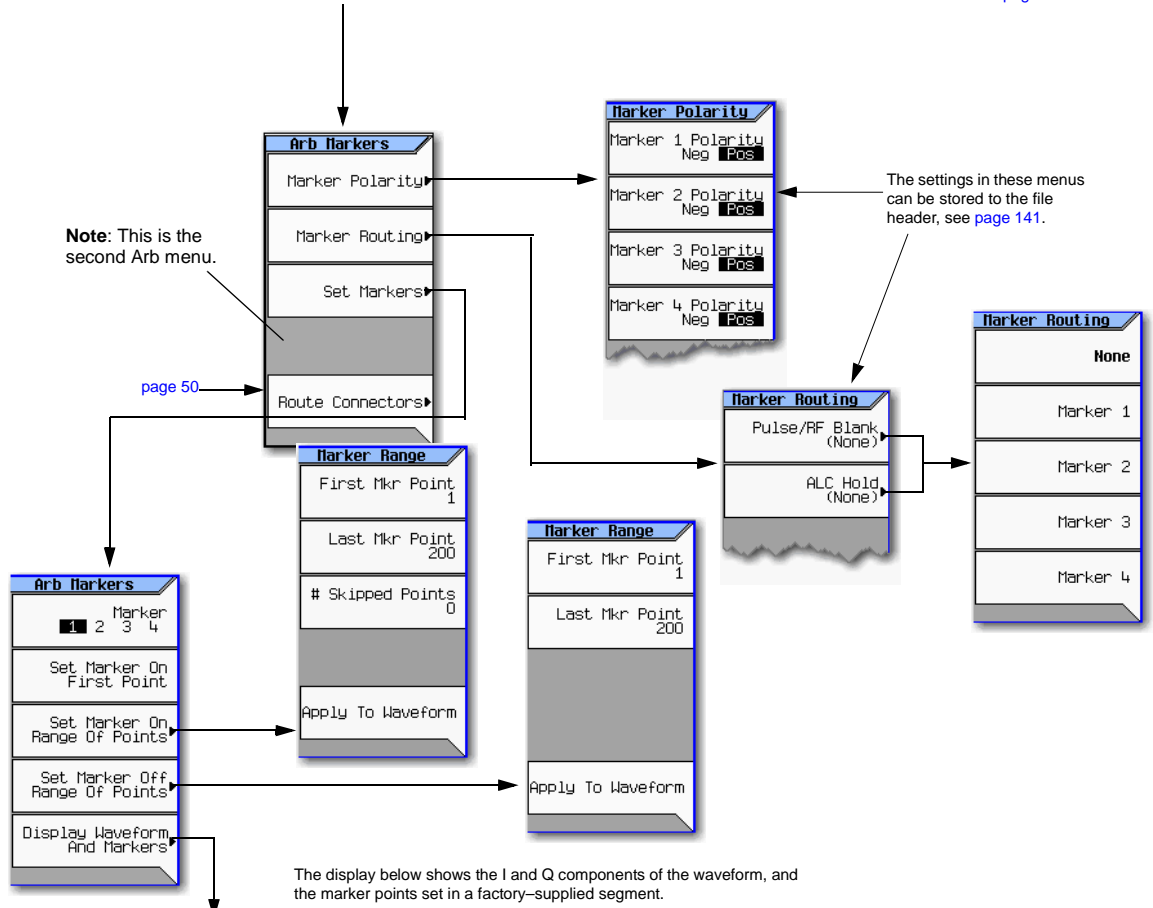 Arb Markers
Marker Polarity
Marker Routing
Set Markers
Route Connectors
Note: This is the
second Arb menu.
page 50
Marker Polarity
Marker 1 Polarity
Neg Pos
Marker 2 Polarity
Neg Pos
Marker 3 Polarity
Neg Pos
Marker 4 Polarity
Neg Pos
The settings in these menus
can be stored to the file
header, see page 141.
Marker Routing
Pulse/RF Blank
(None)
ALC Hold
(None)
Marker Routing
None
Marker 1
Marker 2
Marker 3
Marker 4
Arb Markers
Marker
1 2 3 4
Set Marker On
First Point
Set Marker On
Range Of Points
Set Marker Off
Range Of Points
Display Waveform
And Markers
Marker Range
First Mkr Point
1
Last Mkr Point
200
# Skipped Points
0
Apply To Waveform
Marker Range
First Mkr Point
1
Last Mkr Point
200
Apply To Waveform
The display below shows the I and Q components of the waveform, and
the marker points set in a factory–supplied segment.